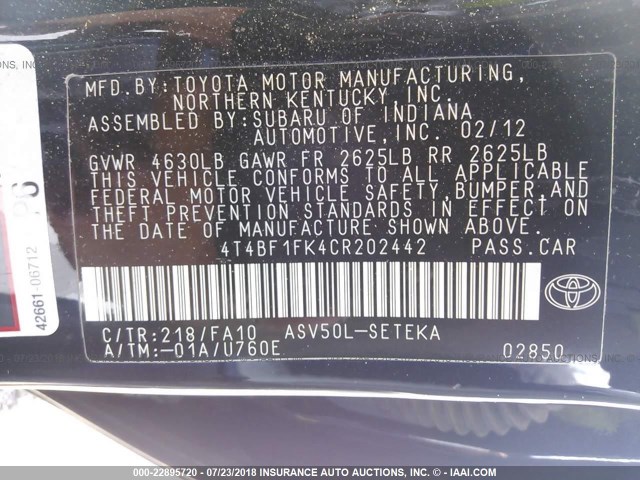 MFD.BY:TOYOTA MOTOR MANUFACTURING,
NORTHERN KENTUCKY,INC.
ASSEMBLED BY:SUBARU OF INDIANA
AUTOMOTIVE,INC. 02/12
GVWR 4630LB GAWR FR 2625LB RR 2625LB
THIS VEHICLE CONFORMS TO ALL APPLICABLE
FEDERAL MOTOR VEHICLE SAFETY,BUMPER,AND
THEFT PREVENTION STANDARDS IN EFFECT ON
THE DATE OF MANUFACTURE SHOWN ABOVE.
4T4BF1FK4CR202442 PASS.CAR
C/TR:218/FA10 ASV50L-SETEKA
A/TM:-01A/U760E 02850
42661-06712
000-22895720 - 07/23/2018 - INSURANCE AUTO AUCTIONS, INC. - IAAI.COM